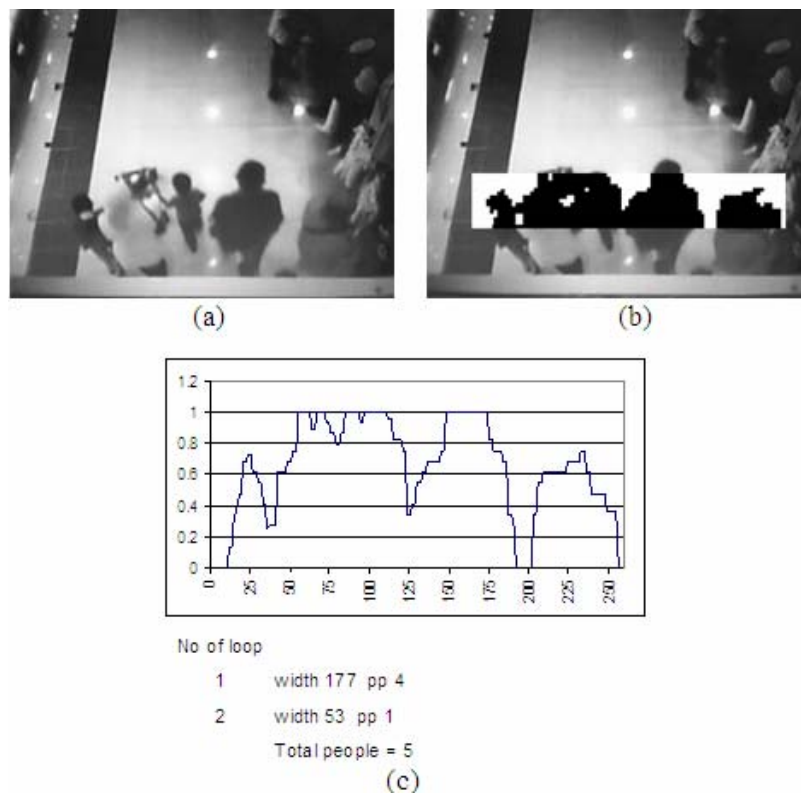 (a) (b)
1.2
1
0.8
0.6
0.4
0.2
0
0 25 50 75 100 125 150 175 200 225 250
No of loop
1 width 177 pp 4
2 width 53 pp 1
Total people = 5
(c)